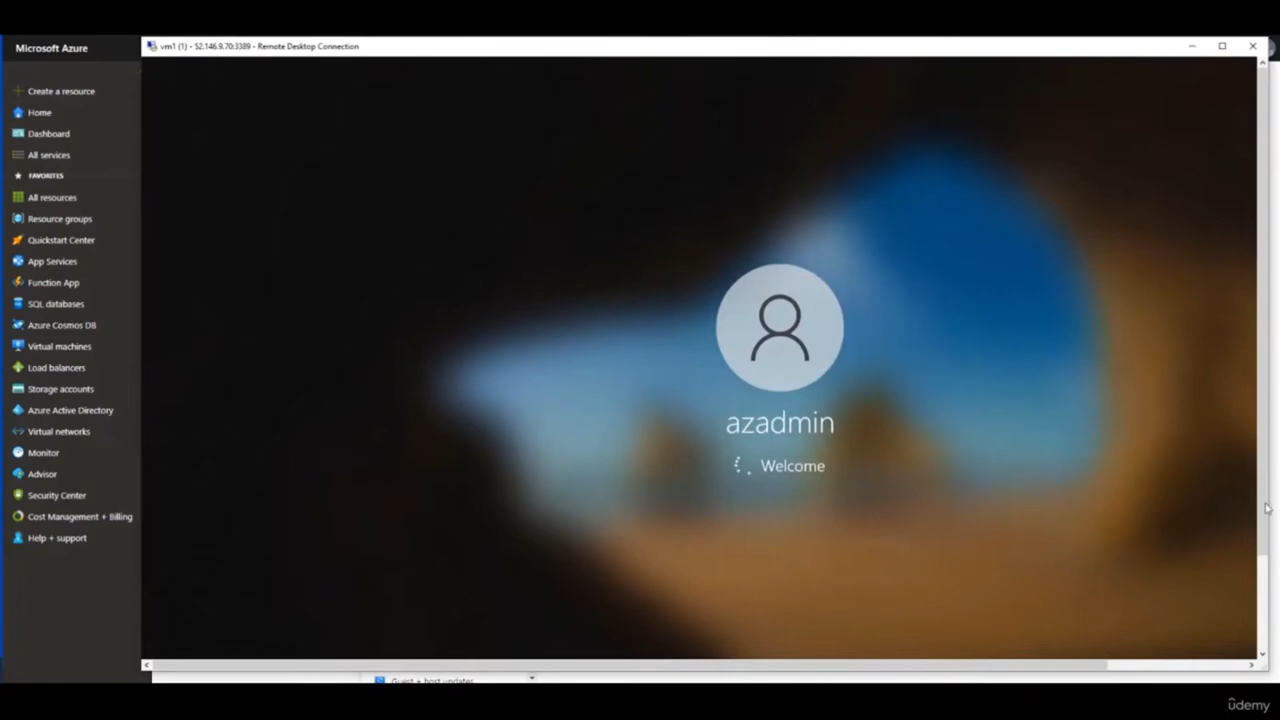 Microsoft Azure
vm1 (1) - 52.146.9.70:3389 - Remote Desktop Connection
Create a resource
Home
Dashboard
All services
FAVORITES
All resources
Resource groups
Quickstart Center
App Services
Function App
SQL databases
Azure Cosmos DB
Virtual machines
Load balancers
Storage accounts
Azure Active Directory
Virtual networks
Monitor
Advisor
Security Center
Cost Management + Billing
Help + support
azadmin
Welcome
Guest + host updates
udemy